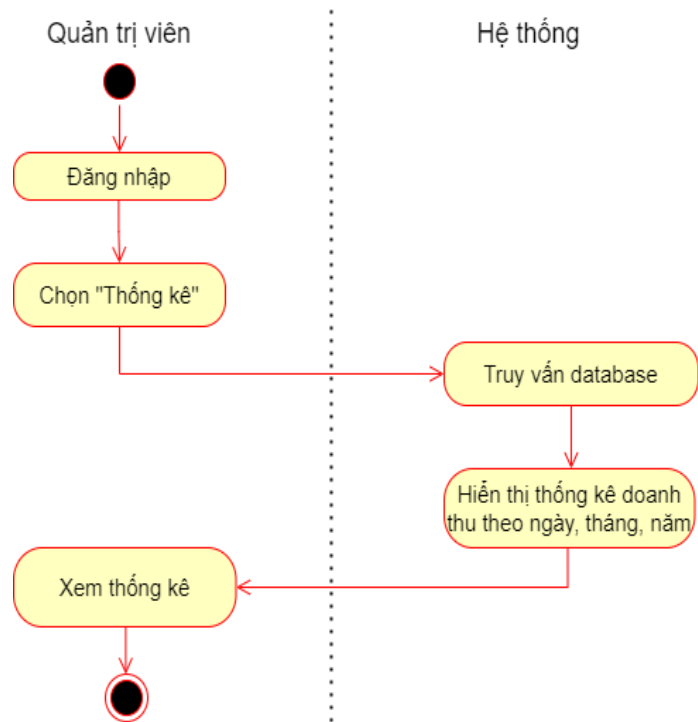 Quản trị viên
Hệ thống
Đăng nhập
Chọn "Thống kê"
Truy vấn database
Hiển thị thống kê doanh
thu theo ngày, tháng, năm
Xem thống kê